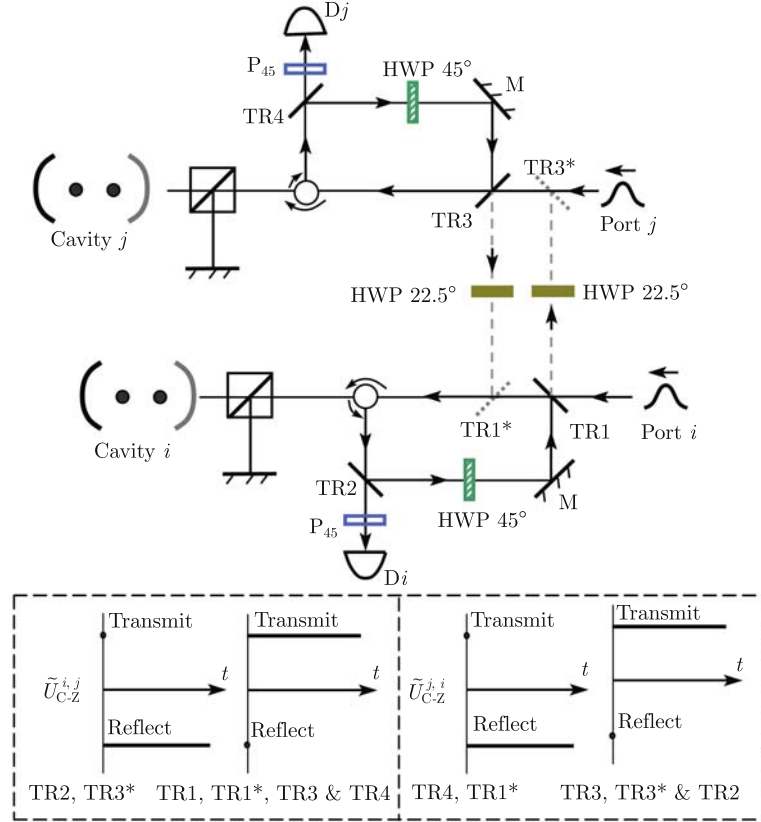 Dj
P₄₅
HWP 45°
M
TR4
TR3*
TR3
Port j
Cavity j
HWP 22.5°
HWP 22.5°
TR1*
TR1
Port i
Cavity i
TR2
HWP 45°
M
P₄₅
Di
Transmit
Transmit
Transmit
Transmit
t
t
t
t
Ũ_{C-Z}^{i, j}
Ũ_{C-Z}^{j, i}
Reflect
Reflect
Reflect
Reflect
TR2, TR3*
TR1, TR1*, TR3 & TR4
TR4, TR1*
TR3, TR3* & TR2